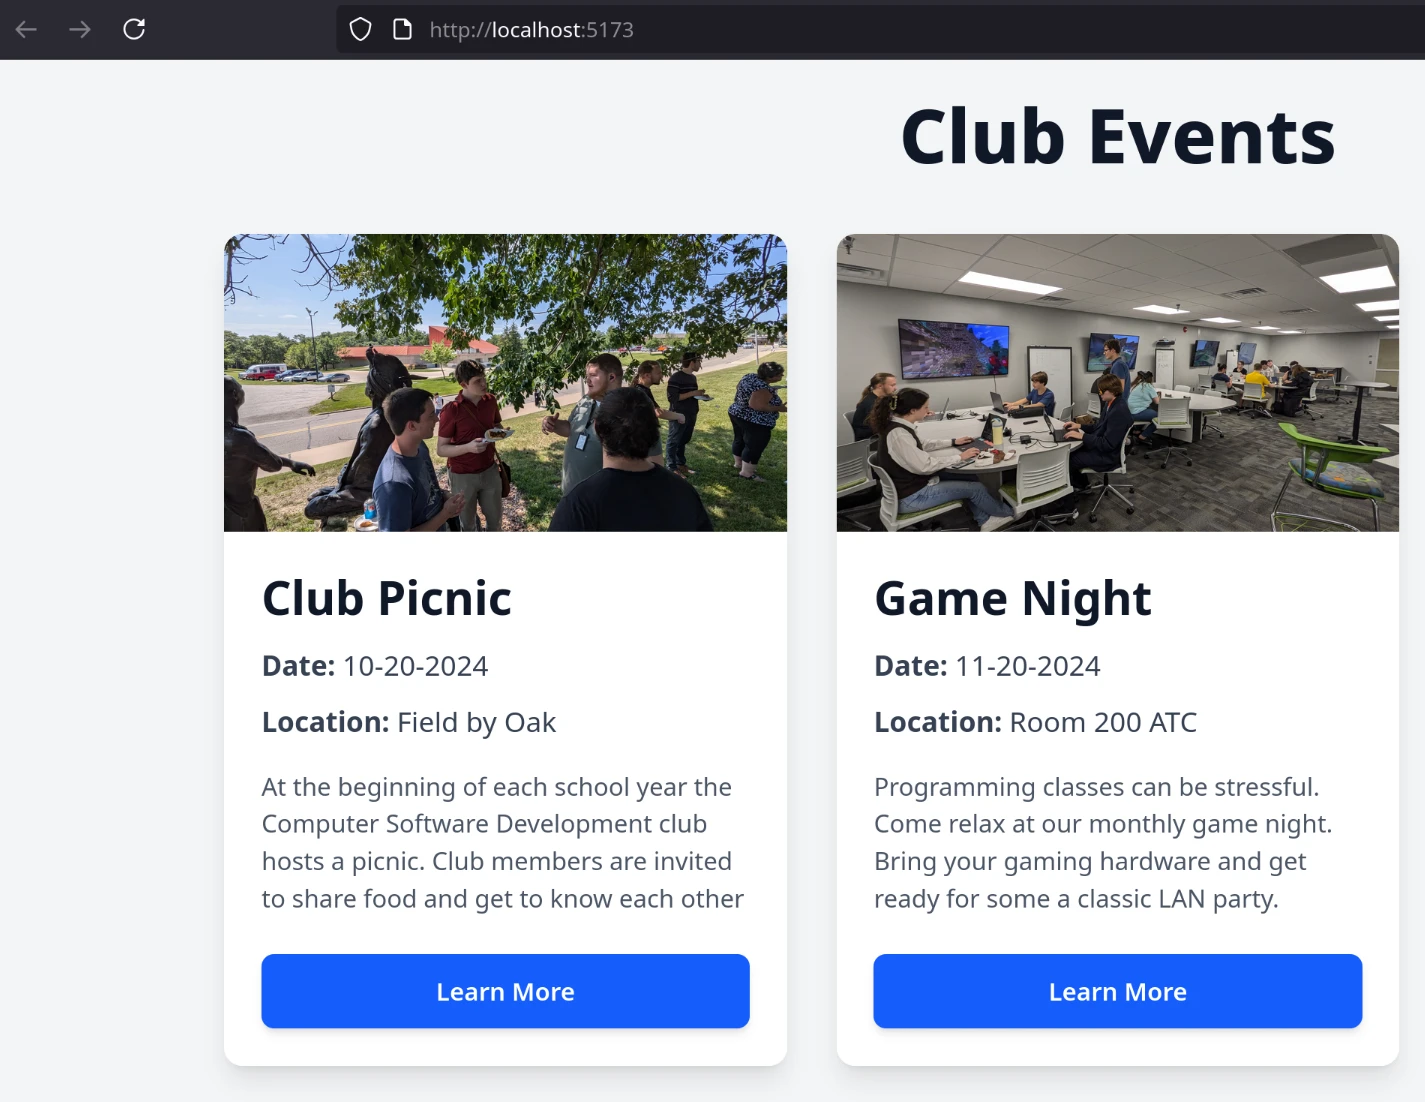 http://localhost:5173
Club Events
Club Picnic
Date: 10-20-2024
Location: Field by Oak
At the beginning of each school year the
Computer Software Development club
hosts a picnic. Club members are invited
to share food and get to know each other
Learn More
Game Night
Date: 11-20-2024
Location: Room 200 ATC
Programming classes can be stressful.
Come relax at our monthly game night.
Bring your gaming hardware and get
ready for some a classic LAN party.
Learn More